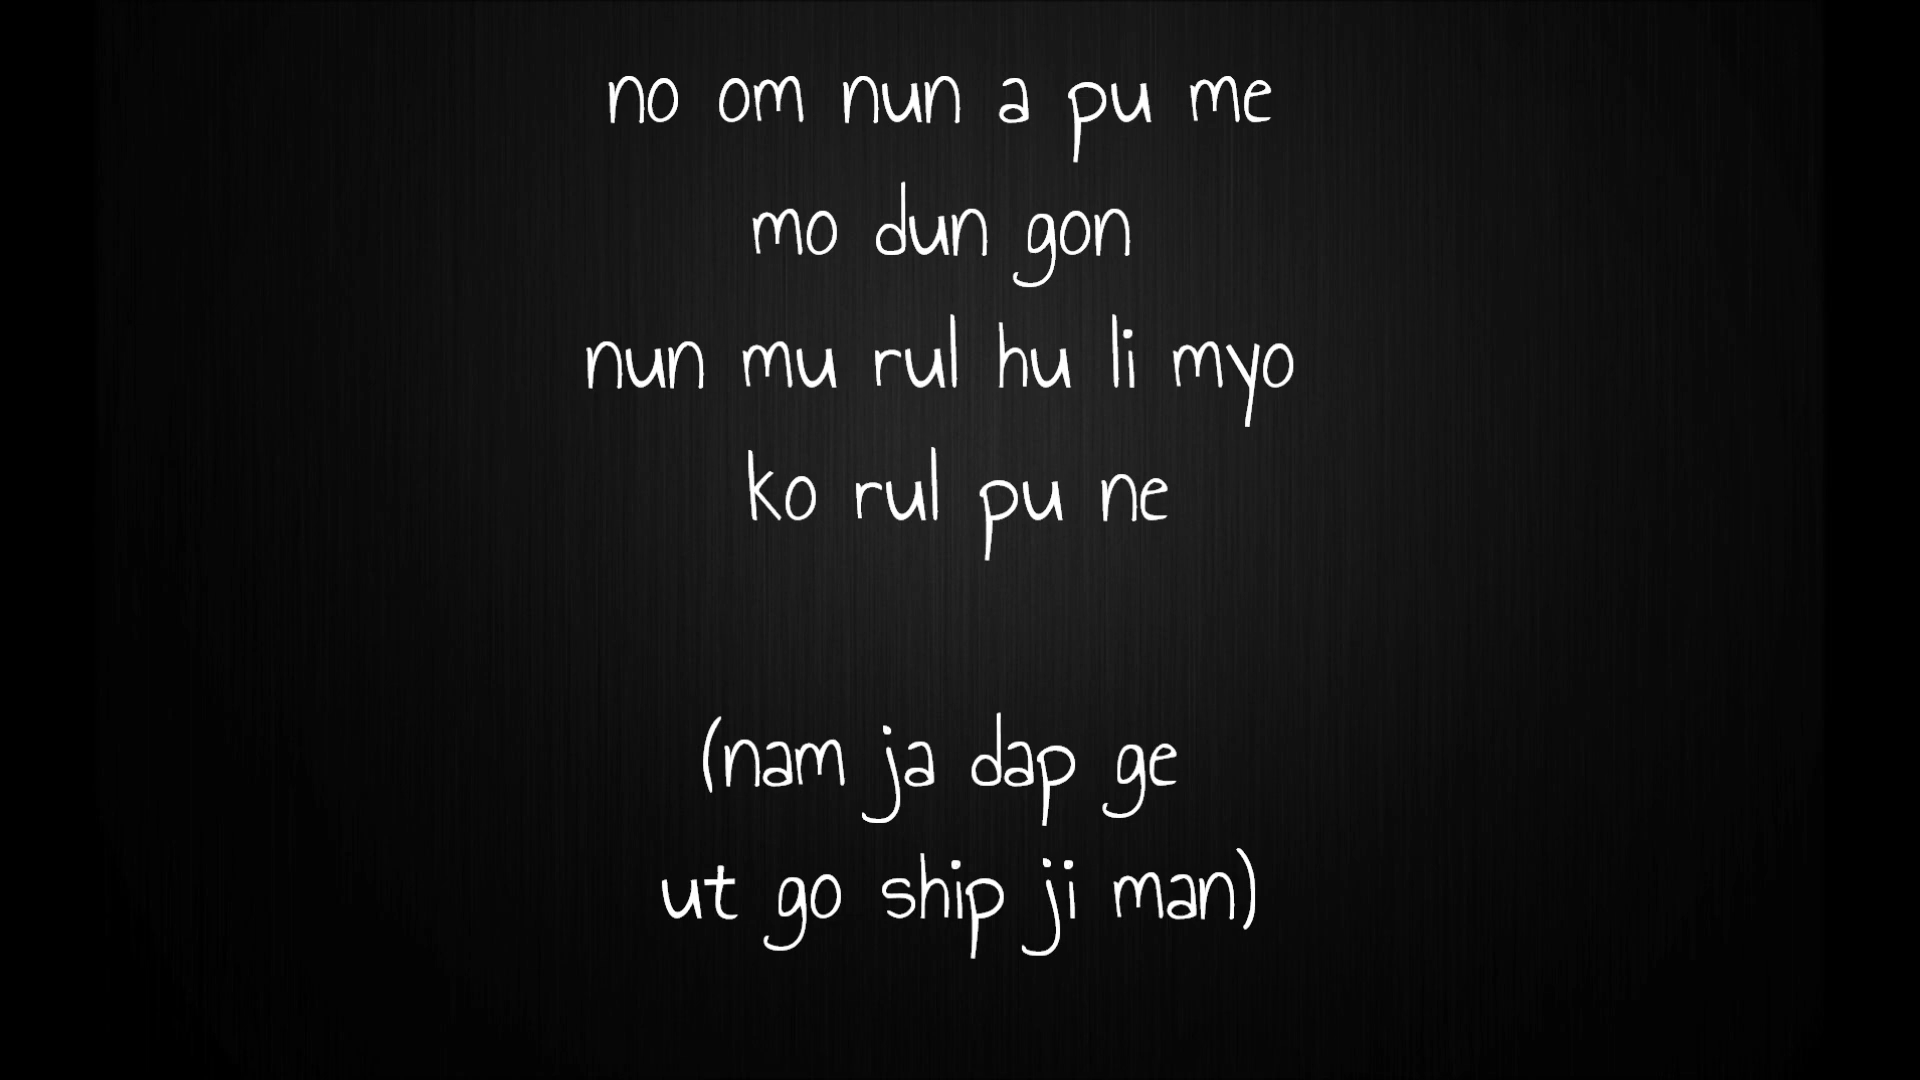 no om nun a pu me
mo dun gon
nun mu rul hu li myo
ko rul pu ne
(nam ja dap ge
ut go ship ji man)